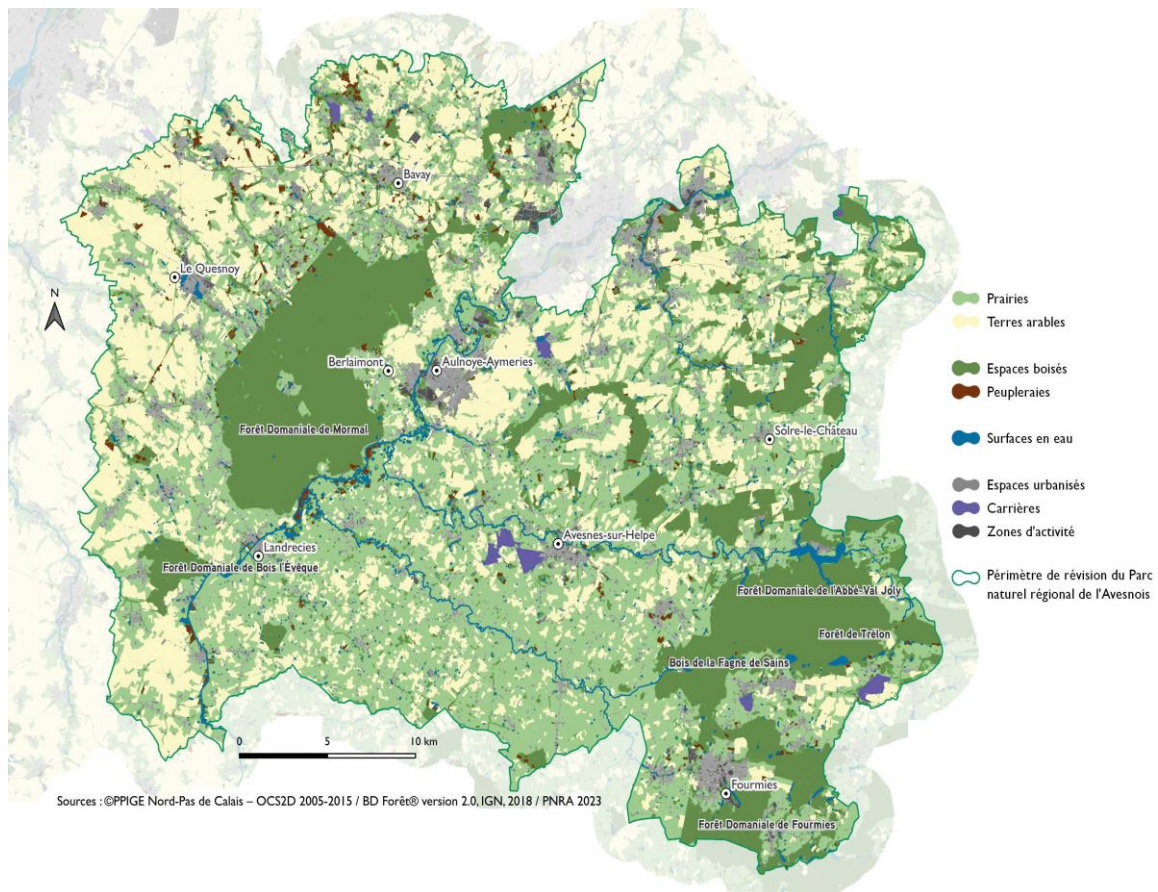 Bavay
Le Quesnoy
N
Berlaimont
Aulnoye-Aymeries
Forêt Domaniale de Mormal
Solre-le-Château
Landrecies
Forêt Domaniale de Bois l'Évêque
Avesnes-sur-Helpe
Forêt Domaniale de l'Abbé-Val Joly
Forêt de Trélon
Bois de la Fagne de Sains
Fourmies
Forêt Domaniale de Fourmies
0 5 10 km
Sources : ©PPIGE Nord-Pas de Calais – OCS2D 2005-2015 / BD Forêt® version 2.0, IGN, 2018 / PNRA 2023
Prairies
Terres arables
Espaces boisés
Peupleraies
Surfaces en eau
Espaces urbanisés
Carrières
Zones d'activité
Périmètre de révision du Parc
naturel régional de l'Avesnois